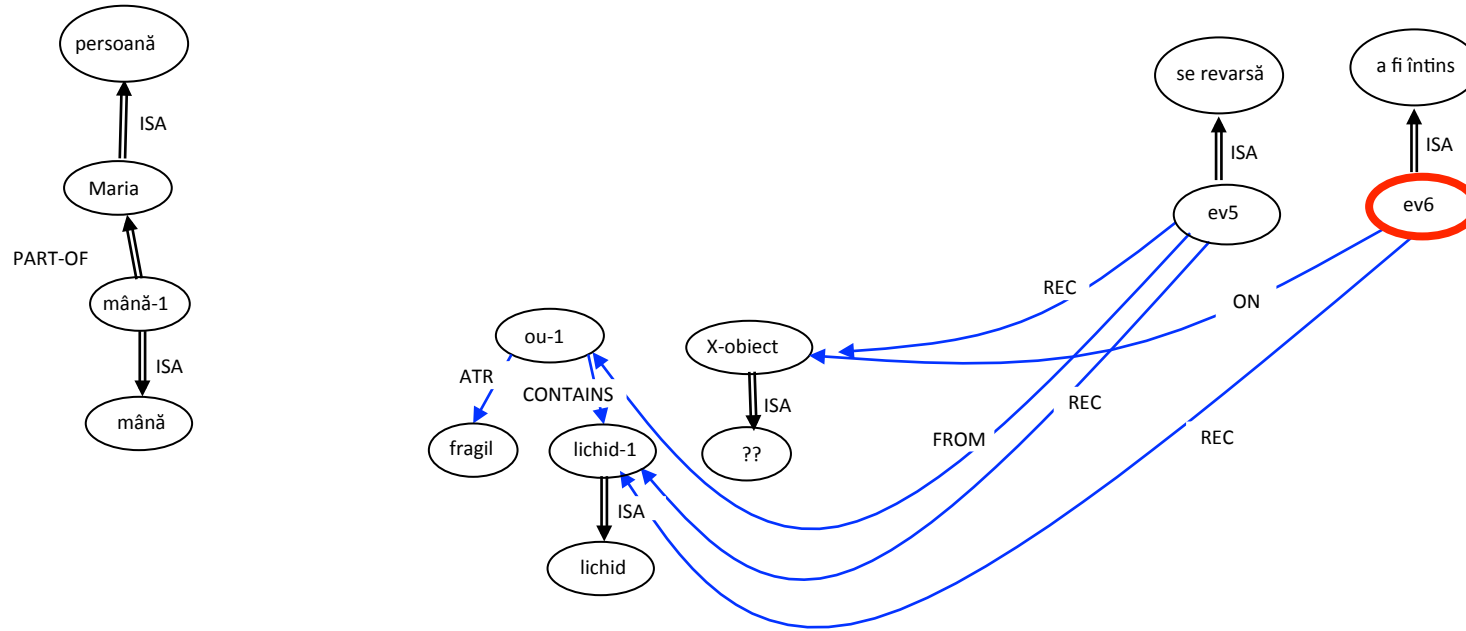 persoană
ISA
Maria
PART-OF
mână-1
ISA
mână
ou-1
ATR
CONTAINS
fragil
lichid-1
ISA
lichid
X-obiect
ISA
??
se revarsă
ISA
ev5
a fi întins
ISA
ev6
REC
ON
FROM
REC
REC